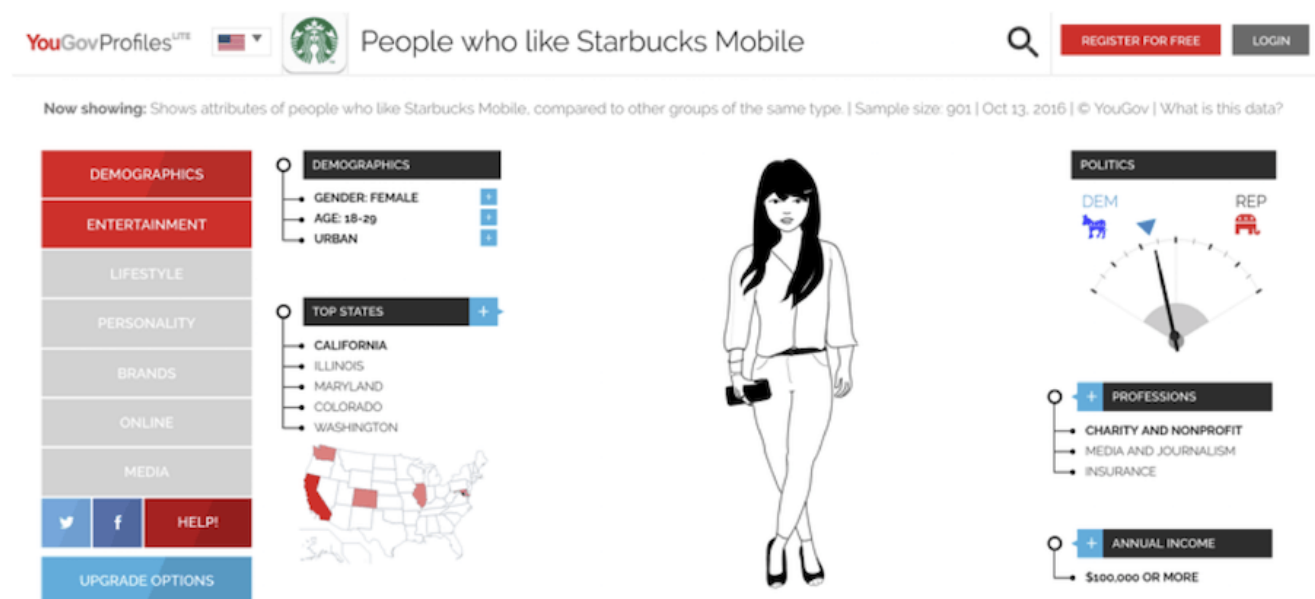 YouGovProfiles LITE
People who like Starbucks Mobile
REGISTER FOR FREE
LOGIN
Now showing: Shows attributes of people who like Starbucks Mobile, compared to other groups of the same type. | Sample size: 901 | Oct 13, 2016 | © YouGov | What is this data?
DEMOGRAPHICS
ENTERTAINMENT
LIFESTYLE
PERSONALITY
BRANDS
ONLINE
MEDIA
HELP!
UPGRADE OPTIONS
DEMOGRAPHICS
GENDER: FEMALE
AGE: 18-29
URBAN
TOP STATES
CALIFORNIA
ILLINOIS
MARYLAND
COLORADO
WASHINGTON
POLITICS
DEM
REP
PROFESSIONS
CHARITY AND NONPROFIT
MEDIA AND JOURNALISM
INSURANCE
ANNUAL INCOME
$100,000 OR MORE